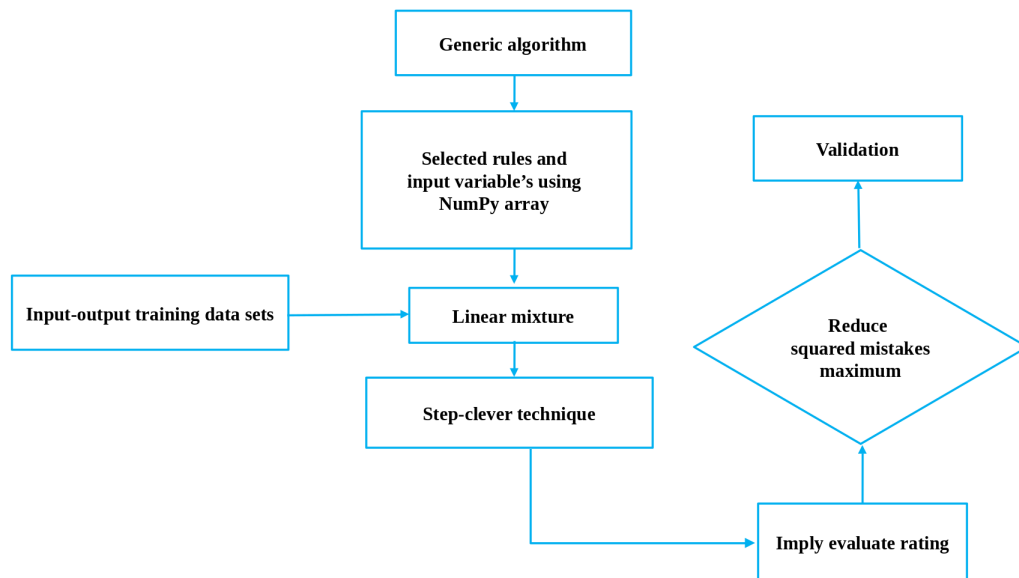 Generic algorithm
Selected rules and
input variable's using
NumPy array
Input-output training data sets
Linear mixture
Step-clever technique
Imply evaluate rating
Reduce
squared mistakes
maximum
Validation